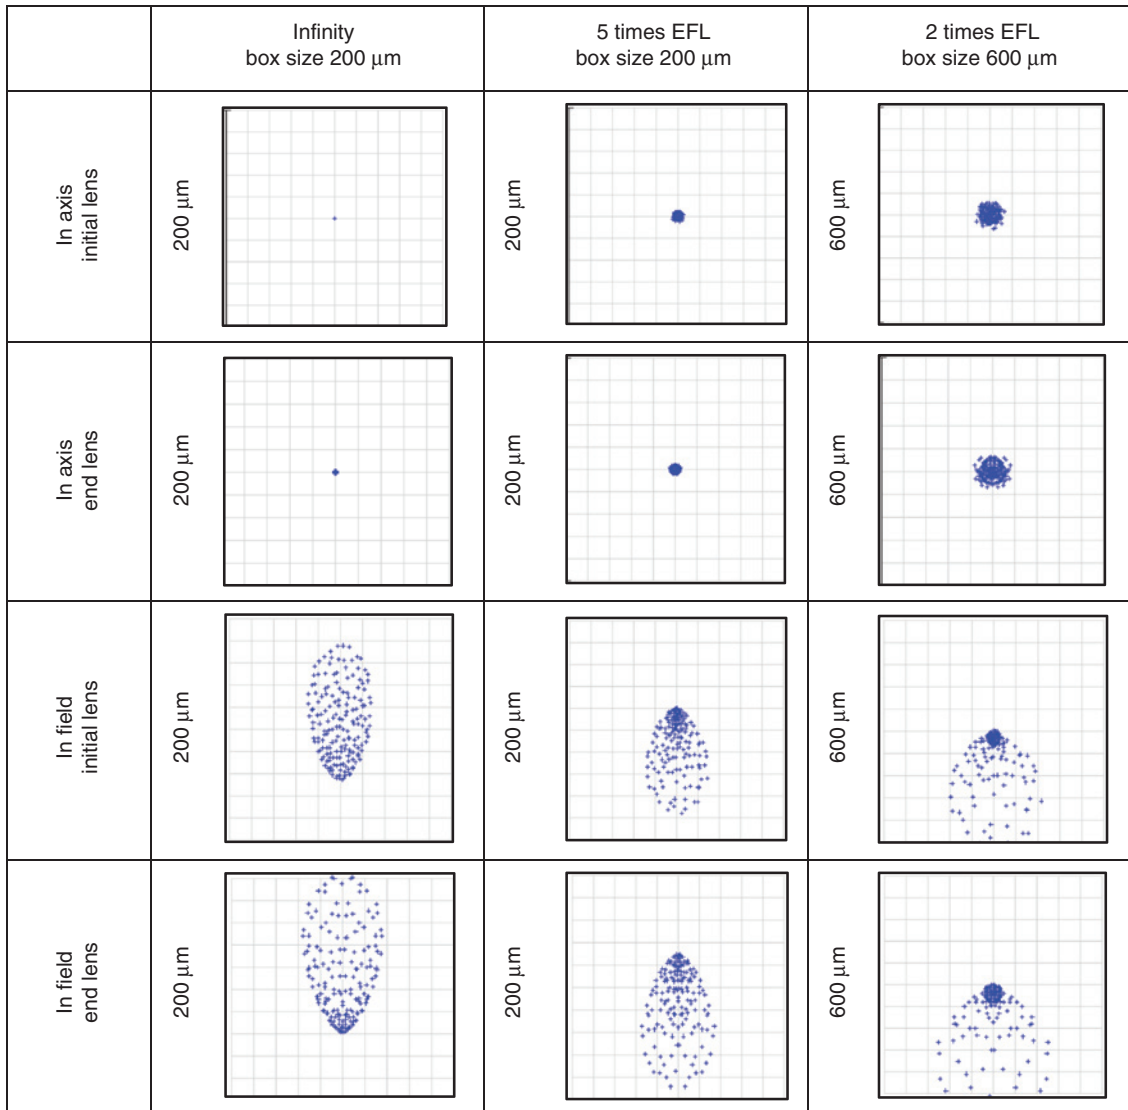 Infinity
box size 200 μm
5 times EFL
box size 200 μm
2 times EFL
box size 600 μm
In axis
initial lens
200 μm
200 μm
600 μm
In axis
end lens
200 μm
200 μm
600 μm
In field
initial lens
200 μm
200 μm
600 μm
In field
end lens
200 μm
200 μm
600 μm